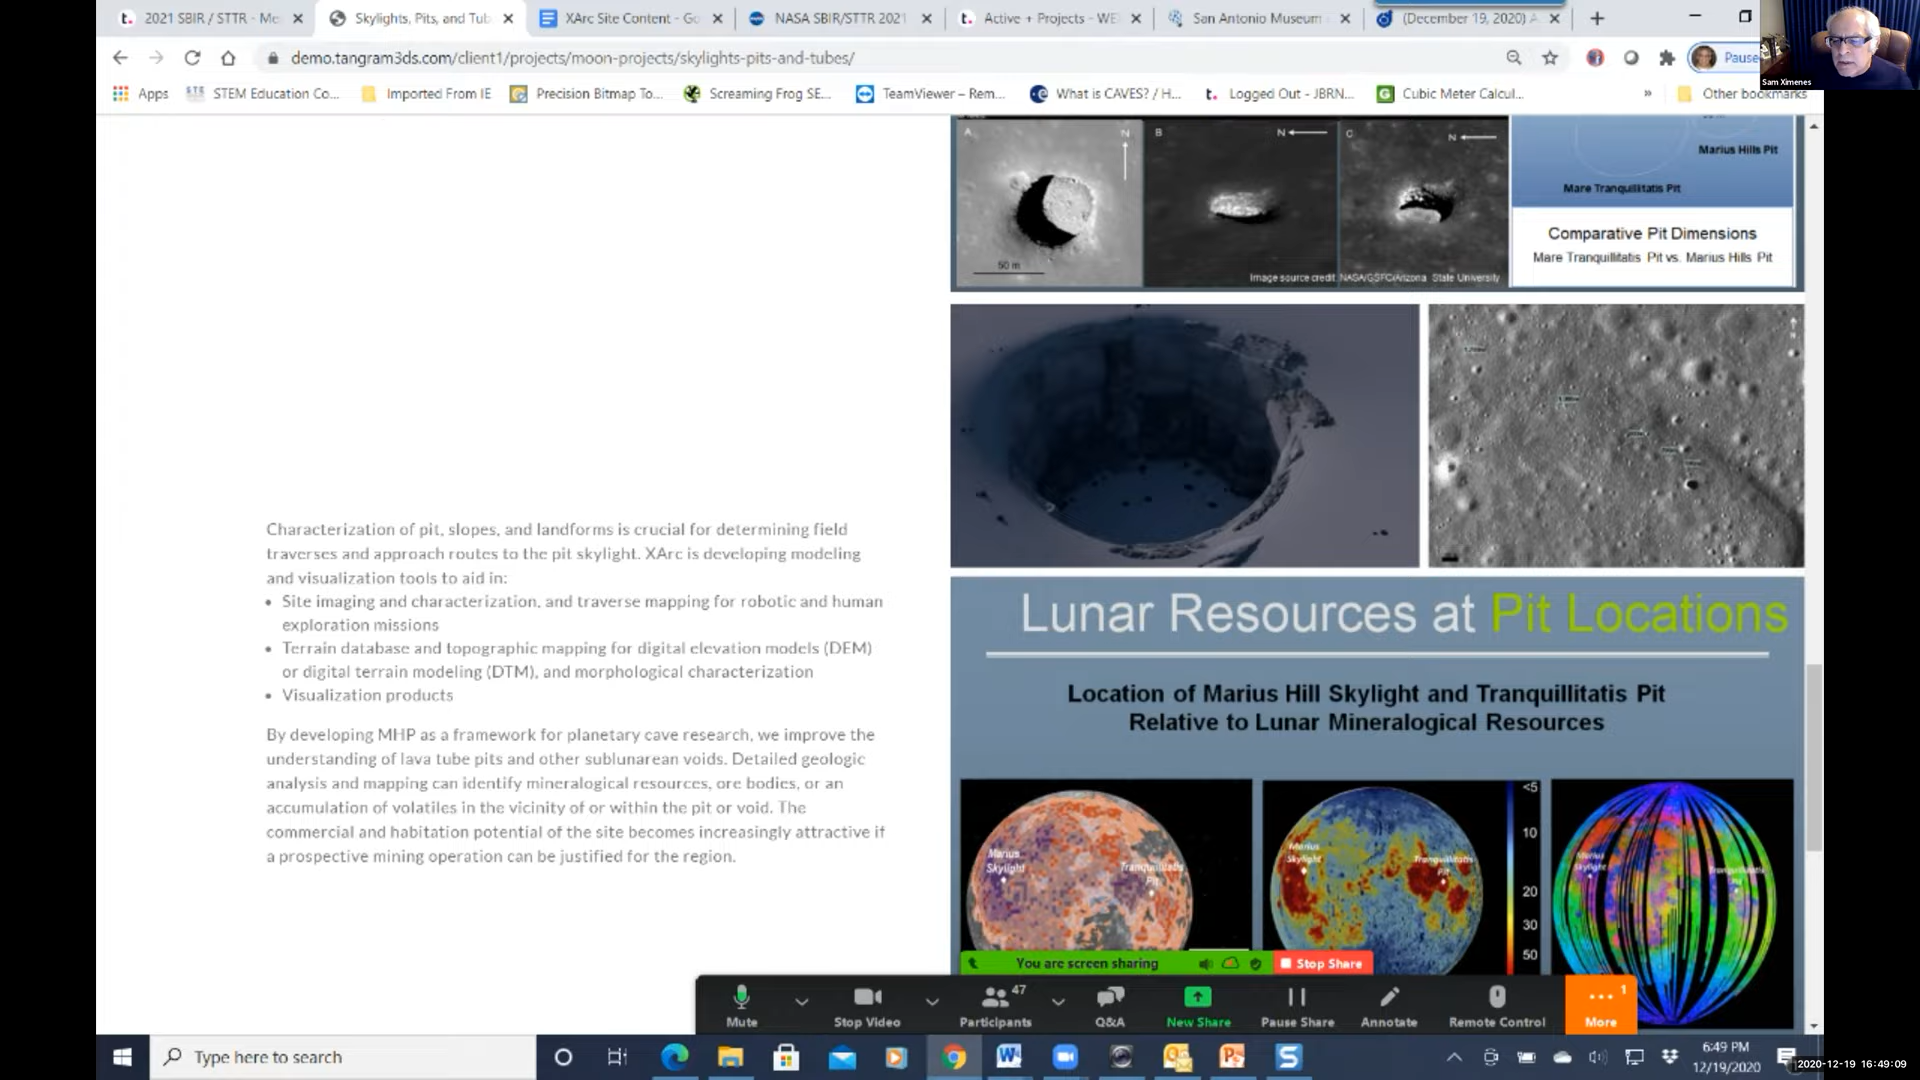 2021 SBIR / STTR - Me
Skylights, Pits, and Tub
XArc Site Content - Go
NASA SBIR/STTR 2021
Active + Projects - WE
San Antonio Museum
(December 19, 2020) A
demo.tangram3ds.com/client1/projects/moon-projects/skylights-pits-and-tubes/
Pause
Sam Ximenes
Apps
STEM Education Co...
Imported From IE
Precision Bitmap To...
Screaming Frog SE...
TeamViewer – Rem...
What is CAVES? / H...
Logged Out - JBRN...
Cubic Meter Calcul...
»
Other bookmarks
A
N
B
N
C
N
50 m
Image source credit NASA/GSFC/Arizona State University
Marius Hills Pit
Mare Tranquillitatis Pit
Comparative Pit Dimensions
Mare Tranquillitatis Pit vs. Marius Hills Pit
Characterization of pit, slopes, and landforms is crucial for determining field
traverses and approach routes to the pit skylight. XArc is developing modeling
and visualization tools to aid in:
• Site imaging and characterization, and traverse mapping for robotic and human
exploration missions
• Terrain database and topographic mapping for digital elevation models (DEM)
or digital terrain modeling (DTM), and morphological characterization
• Visualization products
By developing MHP as a framework for planetary cave research, we improve the
understanding of lava tube pits and other sublunarean voids. Detailed geologic
analysis and mapping can identify mineralogical resources, ore bodies, or an
accumulation of volatiles in the vicinity of or within the pit or void. The
commercial and habitation potential of the site becomes increasingly attractive if
a prospective mining operation can be justified for the region.
Lunar Resources at Pit Locations
Location of Marius Hill Skylight and Tranquillitatis Pit
Relative to Lunar Mineralogical Resources
Marius
Skylight
Tranquillitatis
Pit
Marius
Skylight
Tranquillitatis
Pit
<5
10
20
30
50
Marius
Skylight
Tranquillitatis
Pit
You are screen sharing
Stop Share
Mute
Stop Video
47
Participants
Q&A
New Share
Pause Share
Annotate
Remote Control
1
More
Type here to search
6:49 PM
12/19/2020
2020-12-19 16:49:09